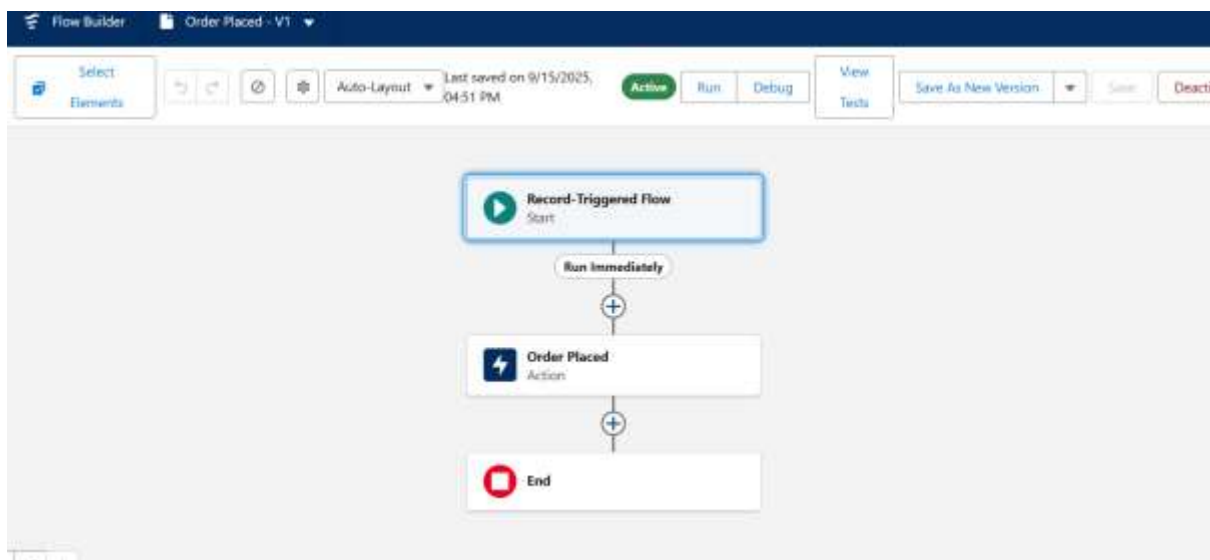 Flow Builder
Order Placed - V1
Select
Elements
Auto-Layout
Last saved on 9/15/2025,
04:51 PM
Active
Run
Debug
View
Tests
Save As New Version
Save
Deacti
Record-Triggered Flow
Start
Run Immediately
Order Placed
Action
End